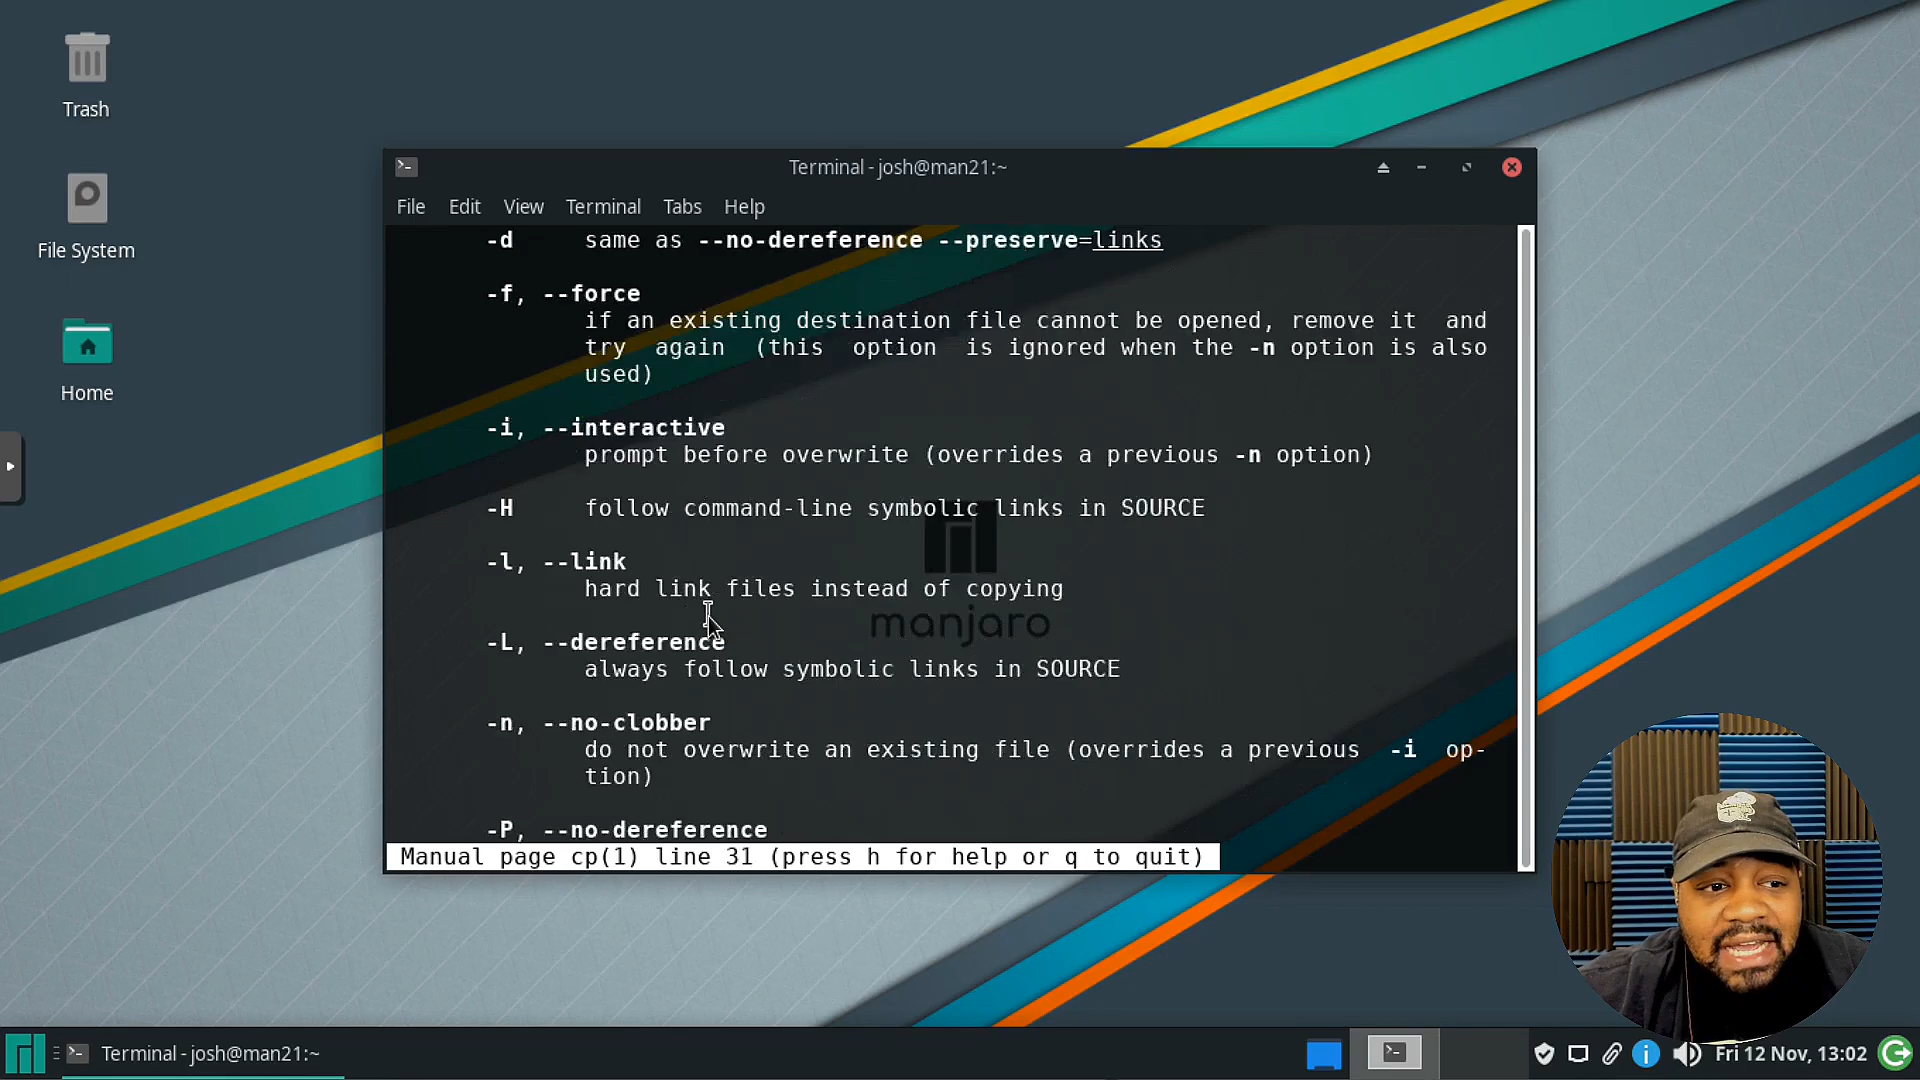 Trash
File System
Home
Terminal - josh@man21:~
File Edit View Terminal Tabs Help
-d same as --no-dereference --preserve=links
-f, --force
if an existing destination file cannot be opened, remove it and
try again (this option is ignored when the -n option is also
used)
-i, --interactive
prompt before overwrite (overrides a previous -n option)
-H follow command-line symbolic links in SOURCE
-l, --link
hard link files instead of copying
manjaro
-L, --dereference
always follow symbolic links in SOURCE
-n, --no-clobber
do not overwrite an existing file (overrides a previous -i op-
tion)
-P, --no-dereference
Manual page cp(1) line 31 (press h for help or q to quit)
Terminal - josh@man21:~
Fri 12 Nov, 13:02